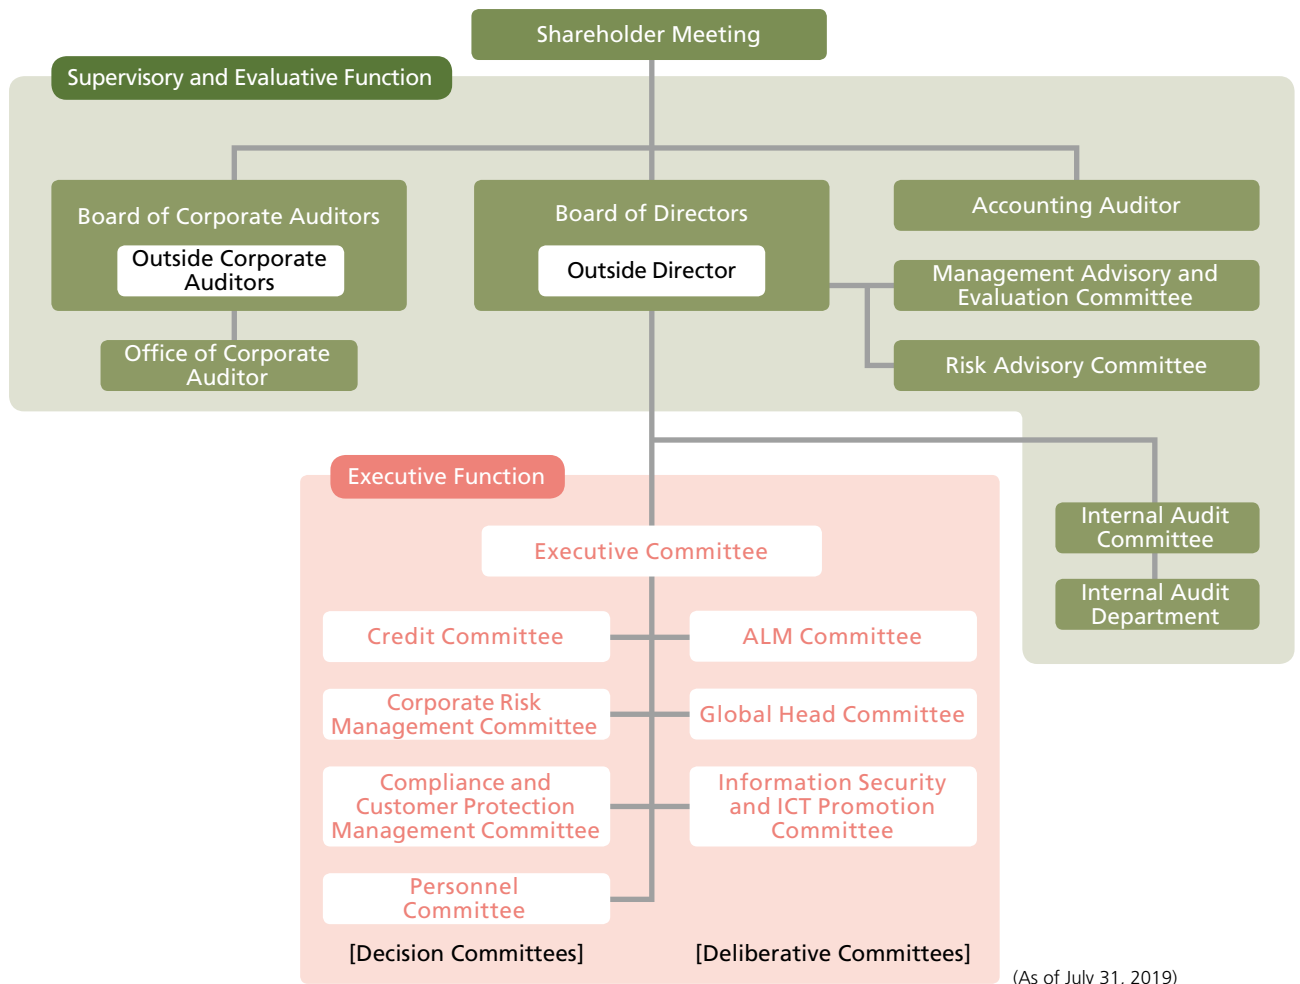 Shareholder Meeting
Supervisory and Evaluative Function
Board of Corporate Auditors
Outside Corporate
Auditors
Office of Corporate
Auditor
Board of Directors
Outside Director
Accounting Auditor
Management Advisory and
Evaluation Committee
Risk Advisory Committee
Internal Audit
Committee
Internal Audit
Department
Executive Function
Executive Committee
Credit Committee
Corporate Risk
Management Committee
Compliance and
Customer Protection
Management Committee
Personnel
Committee
[Decision Committees]
ALM Committee
Global Head Committee
Information Security
and ICT Promotion
Committee
[Deliberative Committees]
(As of July 31, 2019)